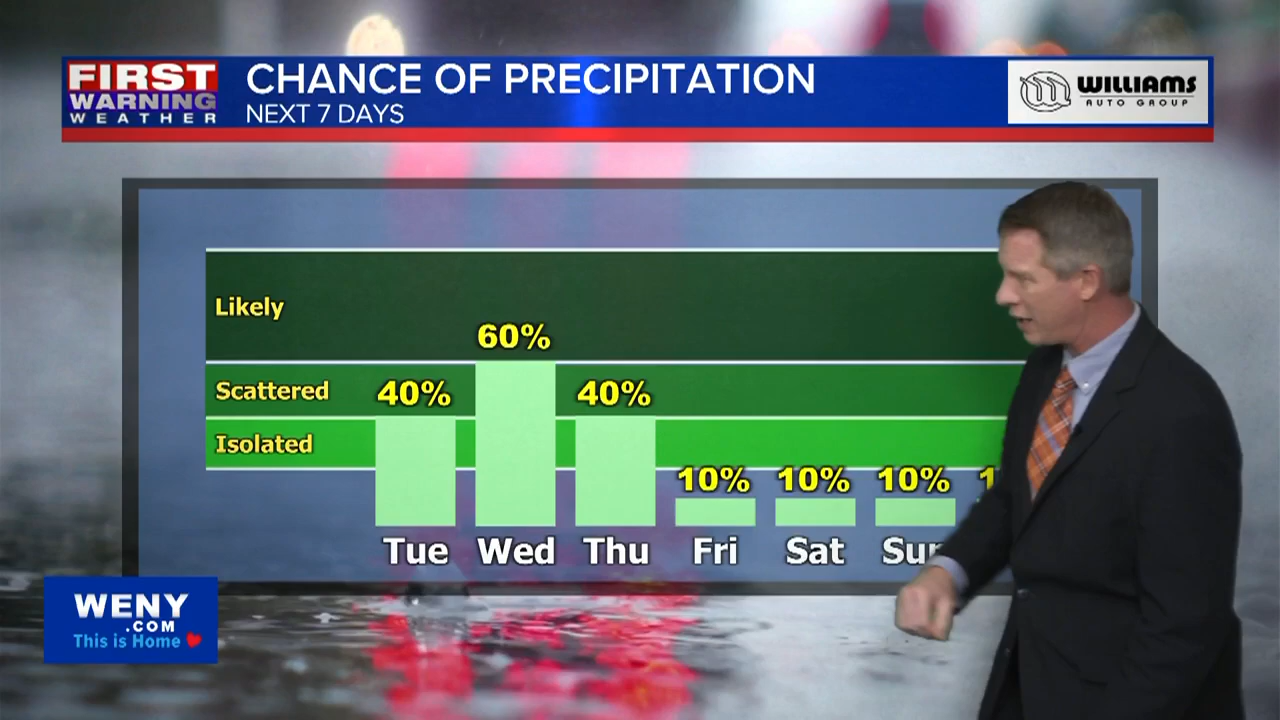 FIRST
WARNING
WEATHER
CHANCE OF PRECIPITATION
NEXT 7 DAYS
WILLIAMS
AUTO GROUP
Likely
60%
Scattered
40%
40%
Isolated
10%
10%
10%
Tue
Wed
Thu
Fri
Sat
WENY
.COM
This is Home